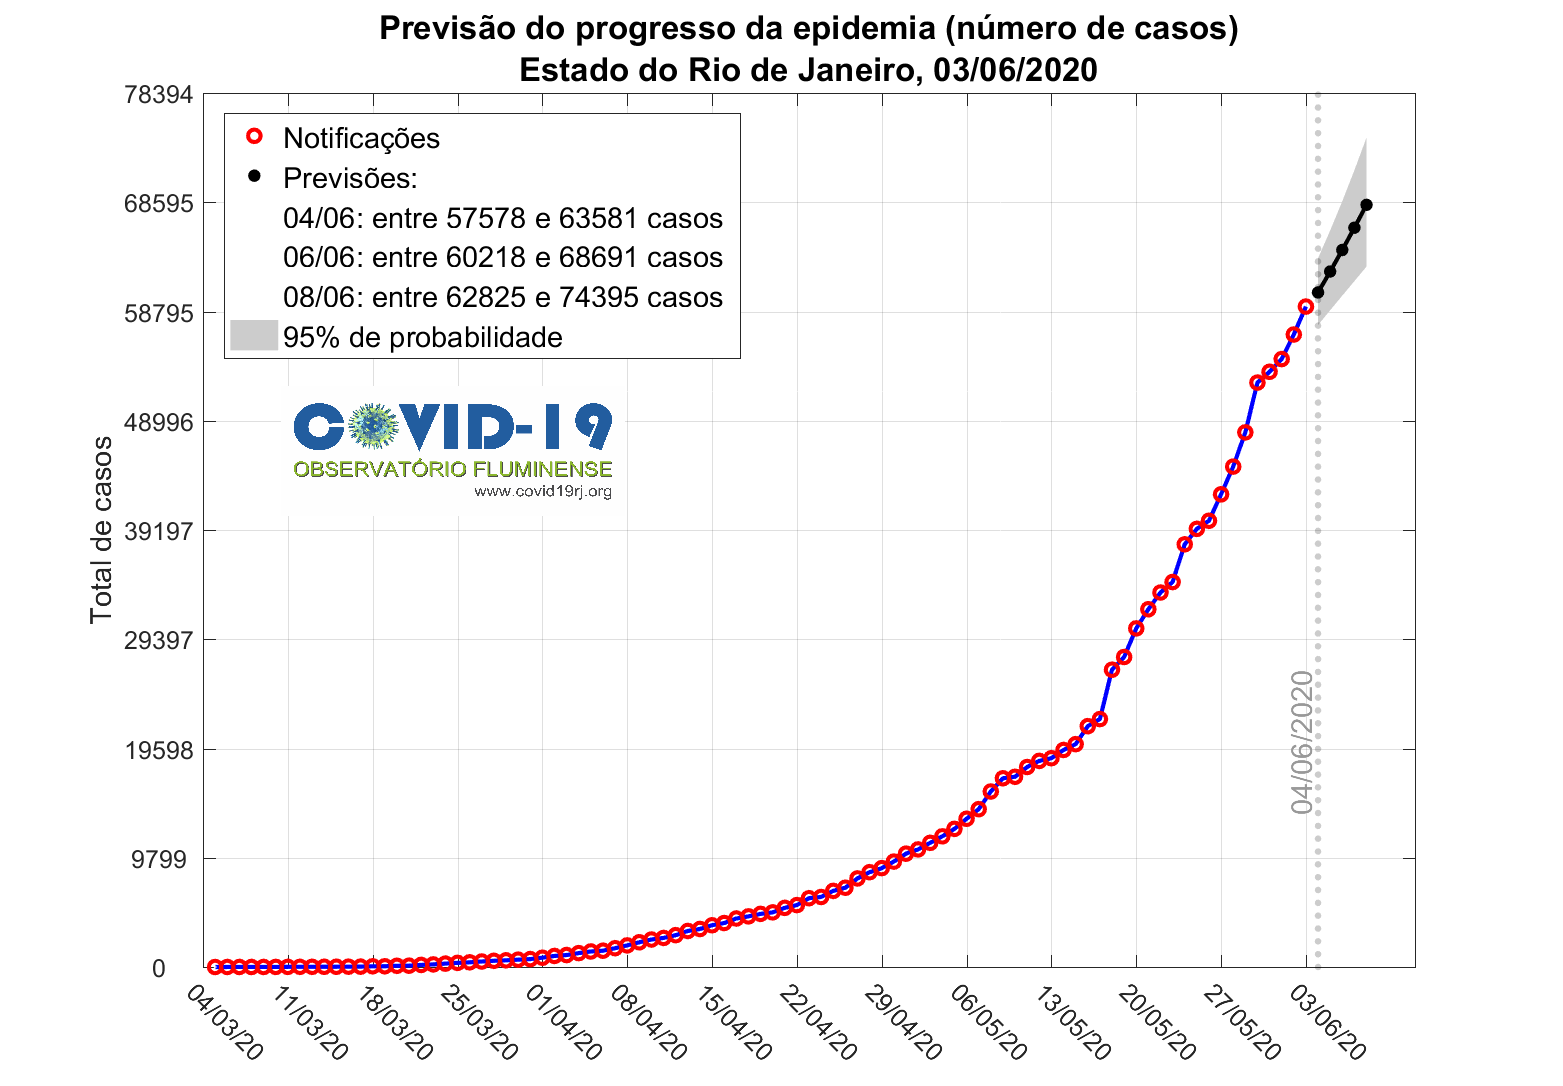 Previsão do progresso da epidemia (número de casos)
Estado do Rio de Janeiro, 03/06/2020
78394
68595
58795
48996
39197
29397
19598
9799
0
Total de casos
Notificações
Previsões:
04/06: entre 57578 e 63581 casos
06/06: entre 60218 e 68691 casos
08/06: entre 62825 e 74395 casos
95% de probabilidade
COVID-19
OBSERVATÓRIO FLUMINENSE
www.covid19rj.org
04/06/2020
04/03/20
11/03/20
18/03/20
25/03/20
01/04/20
08/04/20
15/04/20
22/04/20
29/04/20
06/05/20
13/05/20
20/05/20
27/05/20
03/06/20